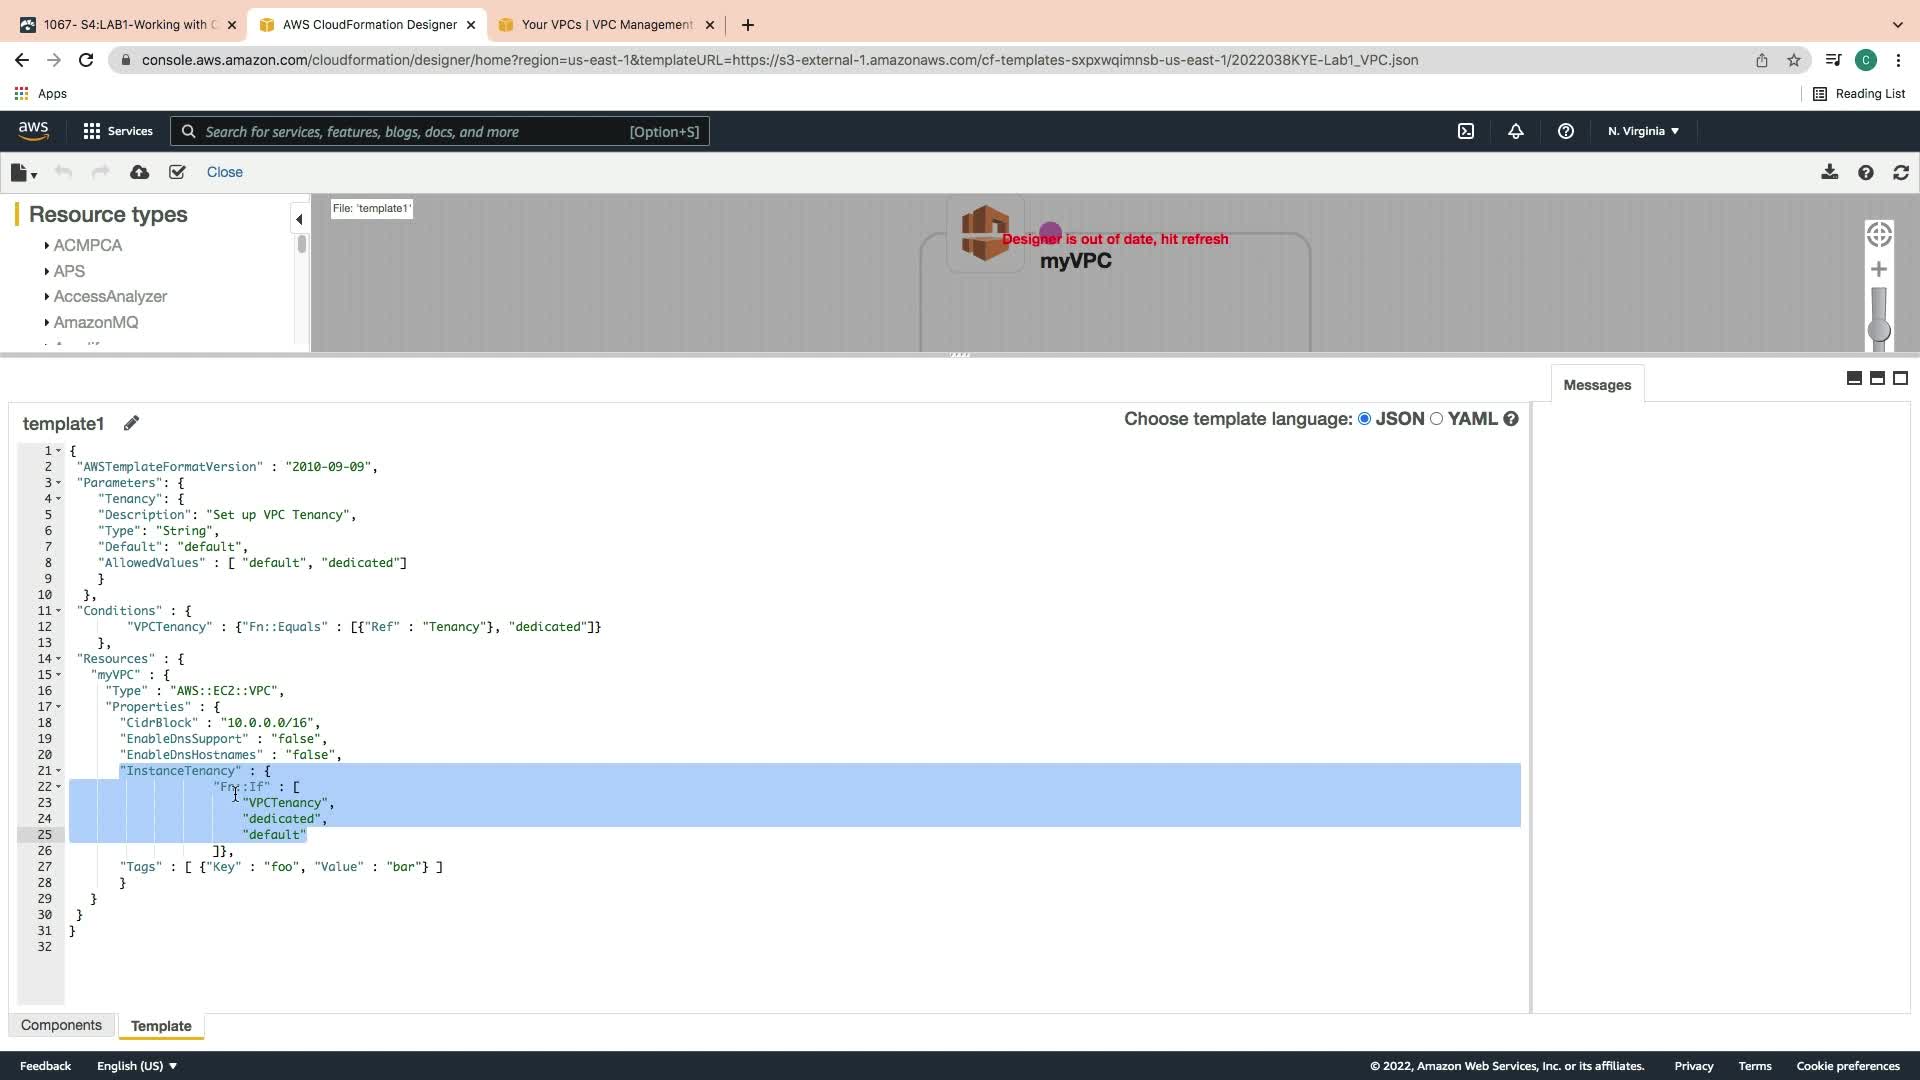 1067- S4:LAB1-Working with C
AWS CloudFormation Designer
Your VPCs | VPC Management
console.aws.amazon.com/cloudformation/designer/home?region=us-east-1&templateURL=https://s3-external-1.amazonaws.com/cf-templates-sxpxwqimnsb-us-east-1/2022038KYE-Lab1_VPC.json
C
Apps
Reading List
aws
Services
Search for services, features, blogs, docs, and more
[Option+S]
N. Virginia
Close
Resource types
ACMPCA
APS
AccessAnalyzer
AmazonMQ
File: 'template1'
Designer is out of date, hit refresh
myVPC
Messages
template1
Choose template language: JSON YAML
1 {
2 "AWSTemplateFormatVersion" : "2010-09-09",
3 "Parameters": {
4 "Tenancy": {
5 "Description": "Set up VPC Tenancy",
6 "Type": "String",
7 "Default": "default",
8 "AllowedValues" : [ "default", "dedicated"]
9 }
10 },
11 "Conditions" : {
12 "VPCTenancy" : {"Fn::Equals" : [{"Ref" : "Tenancy"}, "dedicated"]}
13 },
14 "Resources" : {
15 "myVPC" : {
16 "Type" : "AWS::EC2::VPC",
17 "Properties" : {
18 "CidrBlock" : "10.0.0.0/16",
19 "EnableDnsSupport" : "false",
20 "EnableDnsHostnames" : "false",
21 "InstanceTenancy" : {
22 "Fn::If" : [
23 "VPCTenancy",
24 "dedicated",
25 "default"
26 ]},
27 "Tags" : [ {"Key" : "foo", "Value" : "bar"} ]
28 }
29 }
30 }
31 }
32
Components
Template
Feedback
English (US)
© 2022, Amazon Web Services, Inc. or its affiliates.
Privacy
Terms
Cookie preferences